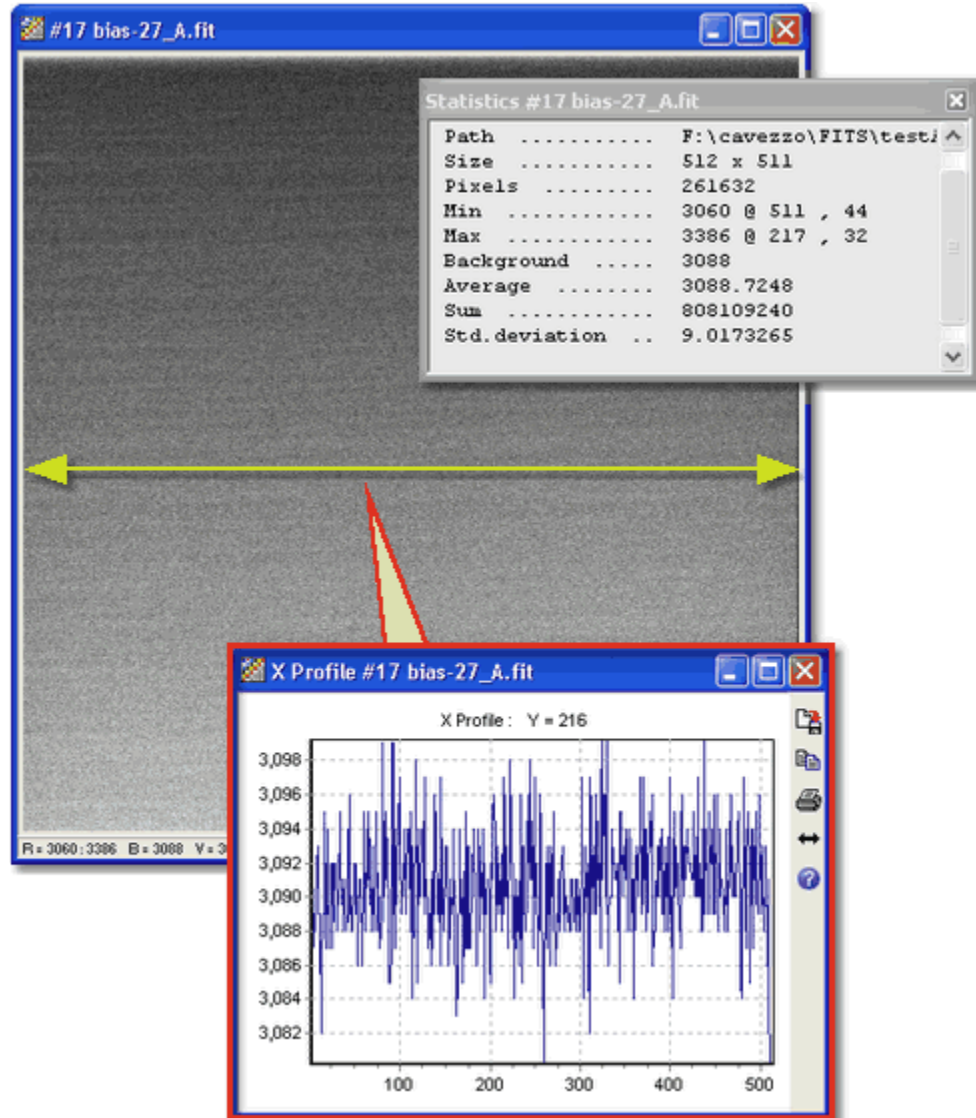 #17 bias-27_A.fit
Statistics #17 bias-27_A.fit
Path ........... F:\cavezzo\FITS\test
Size ........... 512 x 511
Pixels ......... 261632
Min ............ 3060 @ 511 , 44
Max ............ 3386 @ 217 , 32
Background ..... 3088
Average ........ 3088.7248
Sum ............ 808109240
Std.deviation .. 9.0173265
R = 3060:3386 B = 3088 V = 3
X Profile #17 bias-27_A.fit
X Profile : Y = 216
3,098
3,096
3,094
3,092
3,090
3,088
3,086
3,084
3,082
100 200 300 400 500